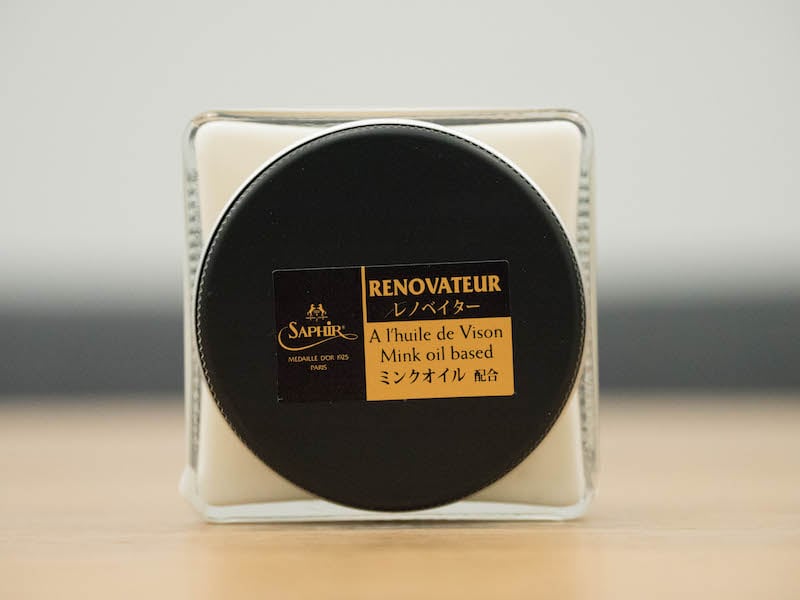 SAPHIR®
MEDAILLE D'OR 1925
PARIS
RENOVATEUR
レノベイター
A l'huile de Vison
Mink oil based
ミンクオイル 配合